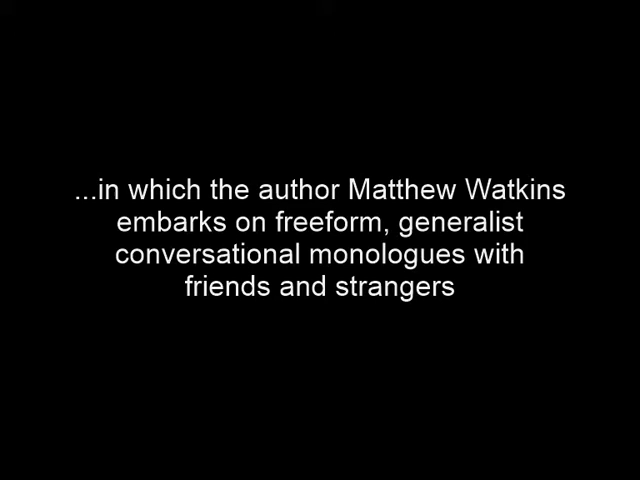 ...in which the author Matthew Watkins
embarks on freeform, generalist
conversational monologues with
friends and strangers